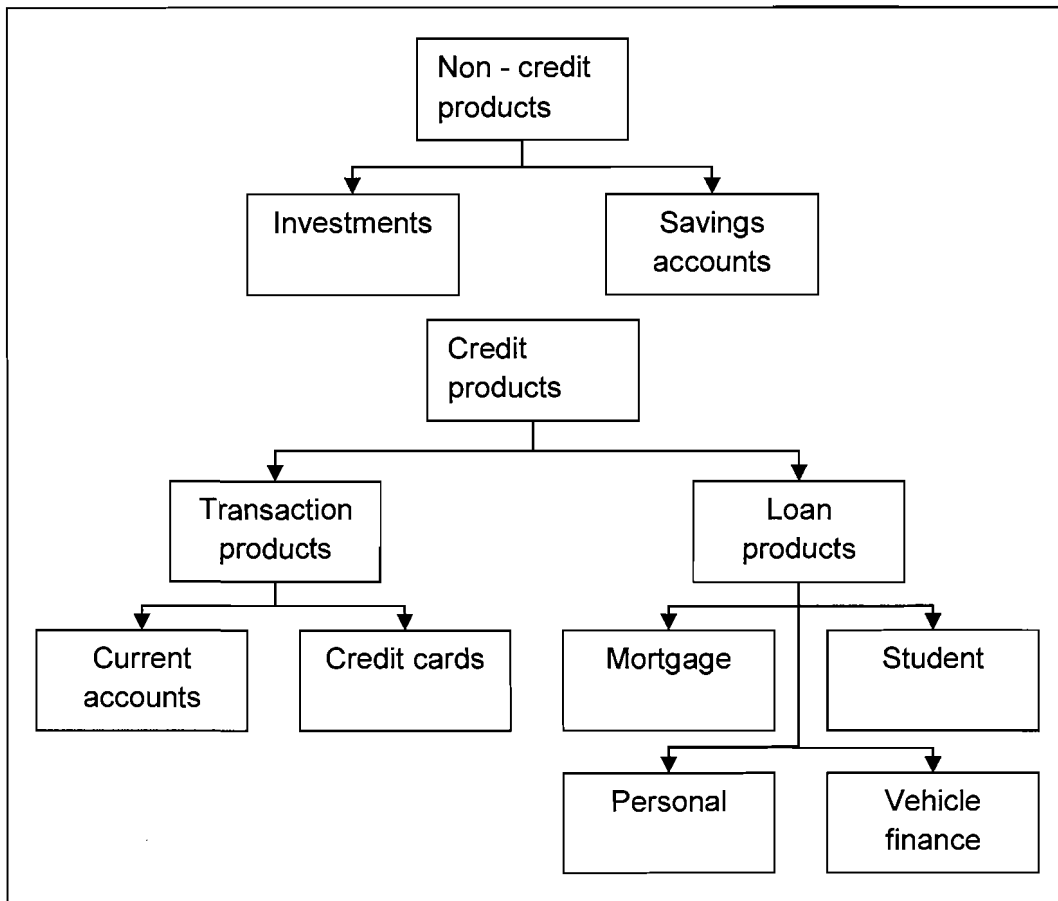 Non - credit
products
Investments
Savings
accounts
Credit
products
Transaction
products
Loan
products
Current
accounts
Credit cards
Mortgage
Student
Personal
Vehicle
finance